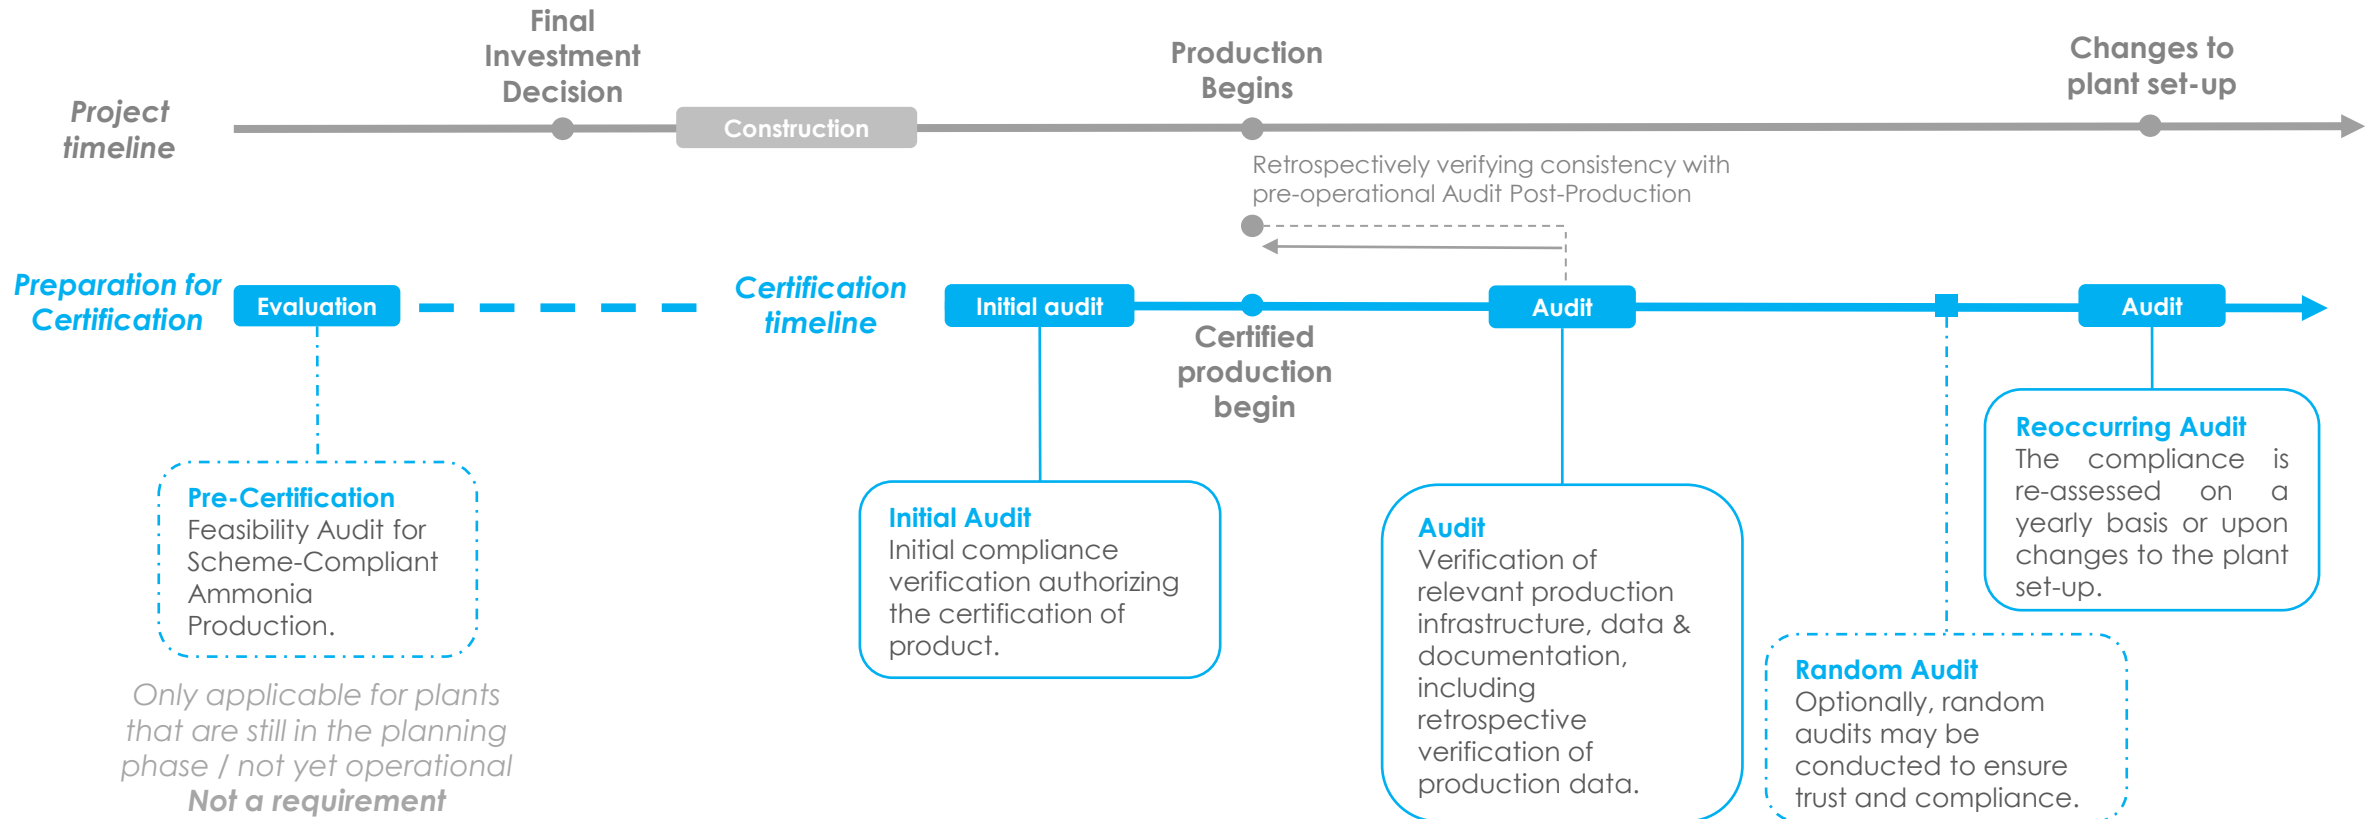 Final
Investment
Decision
Production
Begins
Changes to
plant set-up
Project
timeline
Construction
Retrospectively verifying consistency with
pre-operational Audit Post-Production
Preparation for
Certification
Evaluation
Certification
timeline
Initial audit
Audit
Audit
Certified
production
begin
Pre-Certification
Feasibility Audit for
Scheme-Compliant
Ammonia
Production.
Only applicable for plants
that are still in the planning
phase / not yet operational
Not a requirement
Initial Audit
Initial compliance
verification authorizing
the certification of
product.
Audit
Verification of
relevant production
infrastructure, data &
documentation,
including
retrospective
verification of
production data.
Random Audit
Optionally, random
audits may be
conducted to ensure
trust and compliance.
Reoccurring Audit
The compliance is
re-assessed on a
yearly basis or upon
changes to the plant
set-up.